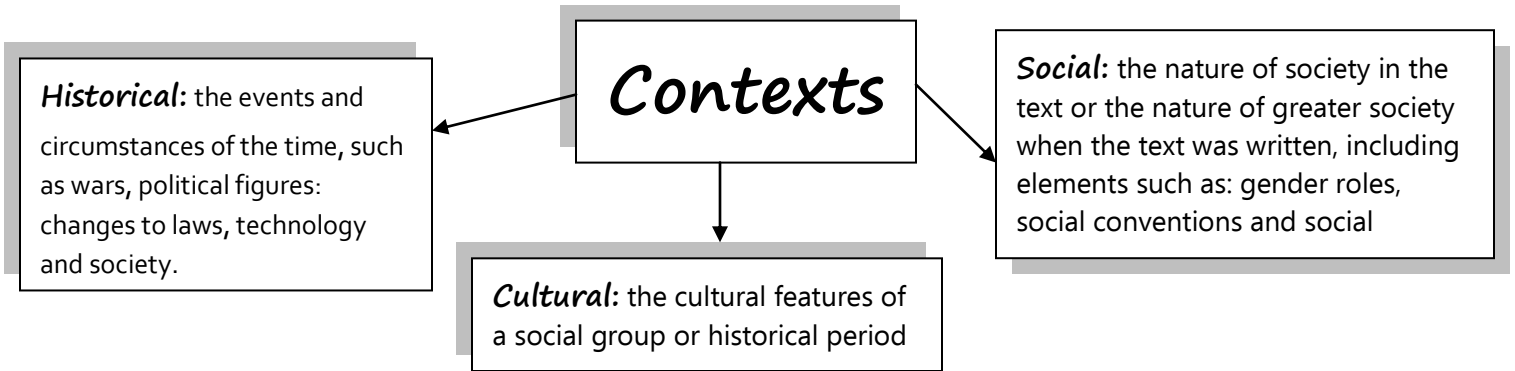 Contexts
Historical: the events and
circumstances of the time, such
as wars, political figures:
changes to laws, technology
and society.
Cultural: the cultural features of
a social group or historical period
Social: the nature of society in the
text or the nature of greater society
when the text was written, including
elements such as: gender roles,
social conventions and social